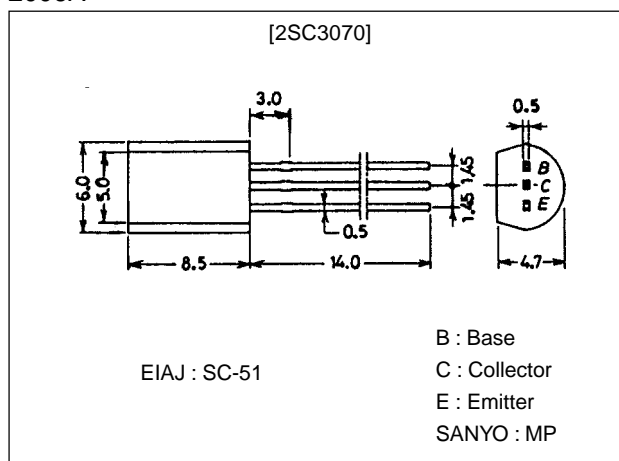 [2SC3070]
3.0
0.5
6.0
5.0
1.45
1.45
B
C
E
0.5
8.5
14.0
4.7
B : Base
C : Collector
E : Emitter
SANYO : MP
EIAJ : SC-51